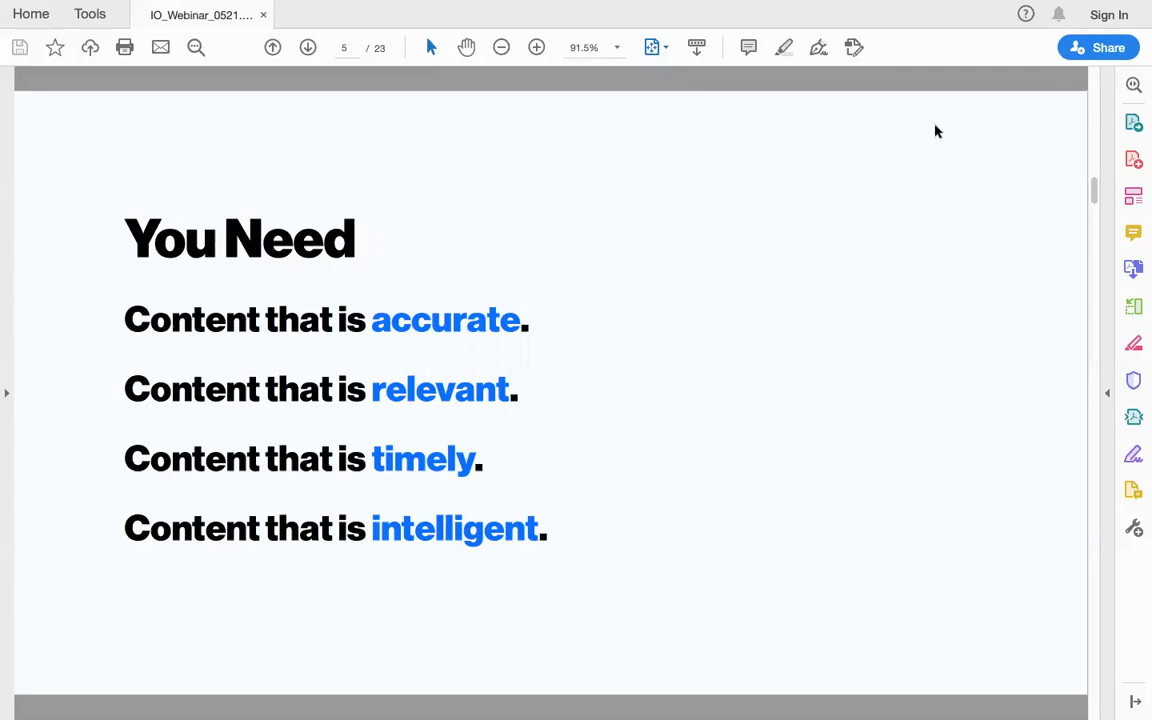 Home Tools IO_Webinar_0521.... × Sign In
5 / 23 91.5% Share
You Need
Content that is accurate.
Content that is relevant.
Content that is timely.
Content that is intelligent.